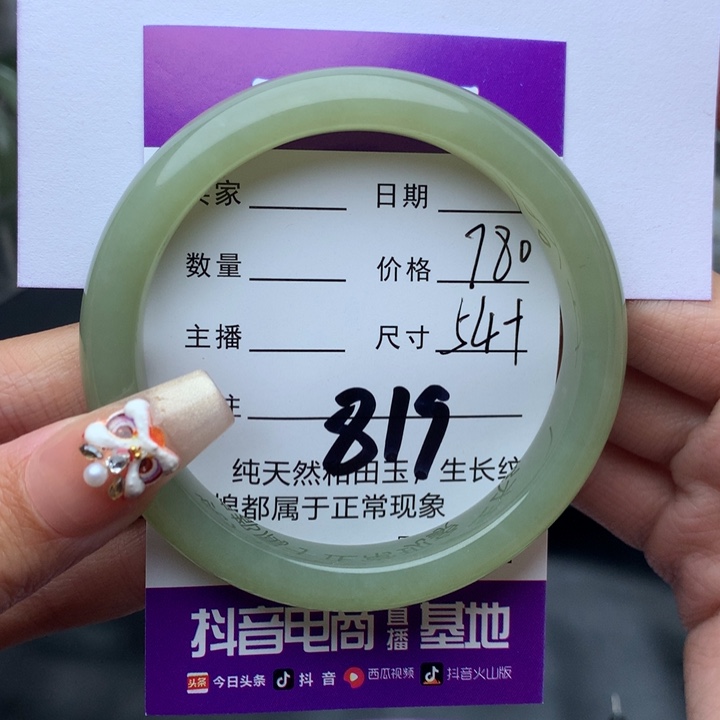 家 日期
数量 价格 780
主播 尺寸 54+
主 819
纯天然和田玉，生长纹
棉都属于正常现象
抖音电商 直播 基地
头条 今日头条 抖音 西瓜视频 抖音火山版